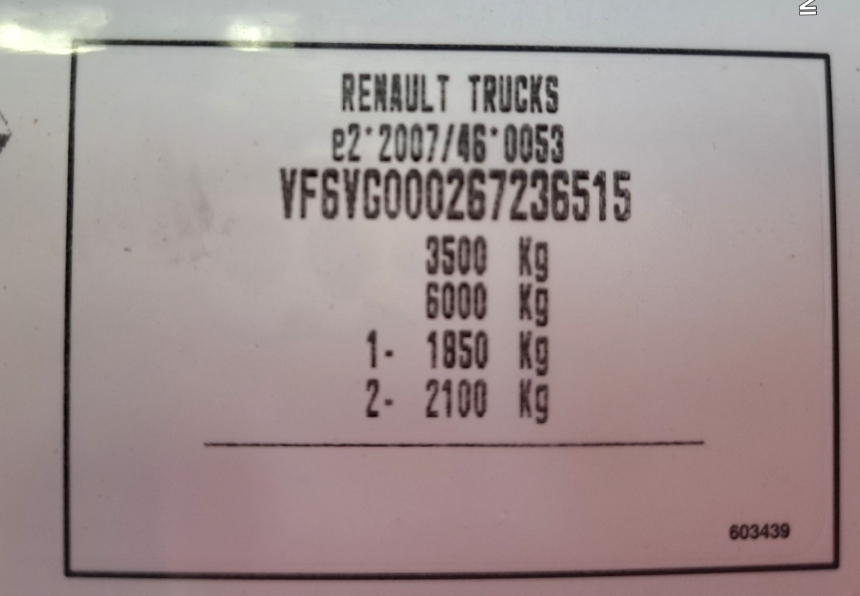 RENAULT TRUCKS
e2*2007/46*0053
VF6VG000267236515
3500 Kg
6000 Kg
1- 1850 Kg
2- 2100 Kg
603439